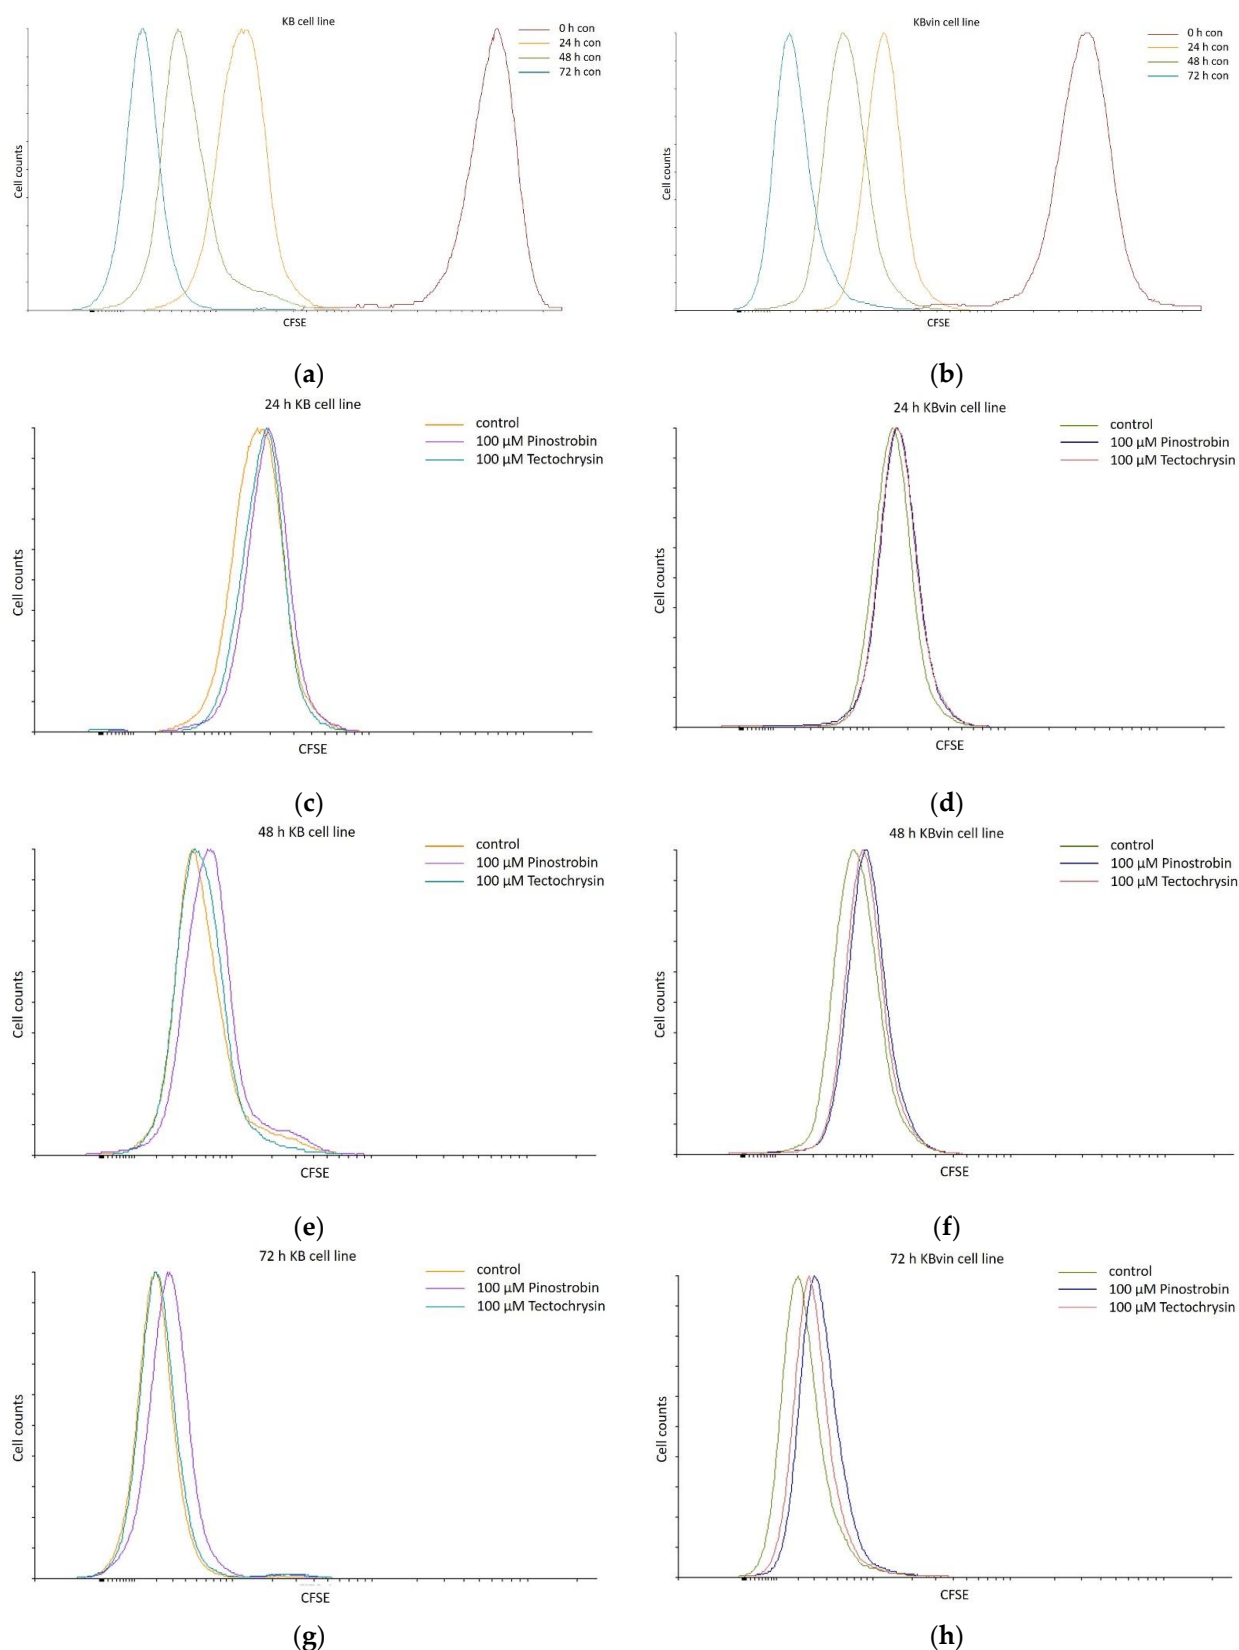 KB cell line
0 h con
24 h con
48 h con
72 h con
Cell counts
CFSE
(a)
KBvin cell line
0 h con
24 h con
48 h con
72 h con
Cell counts
CFSE
(b)
24 h KB cell line
control
100 µM Pinostrobin
100 µM Tectochrysin
Cell counts
CFSE
(c)
24 h KBvin cell line
control
100 µM Pinostrobin
100 µM Tectochrysin
Cell counts
CFSE
(d)
48 h KB cell line
control
100 µM Pinostrobin
100 µM Tectochrysin
Cell counts
CFSE
(e)
48 h KBvin cell line
control
100 µM Pinostrobin
100 µM Tectochrysin
Cell counts
CFSE
(f)
72 h KB cell line
control
100 µM Pinostrobin
100 µM Tectochrysin
Cell counts
CFSE
(g)
72 h KBvin cell line
control
100 µM Pinostrobin
100 µM Tectochrysin
Cell counts
CFSE
(h)